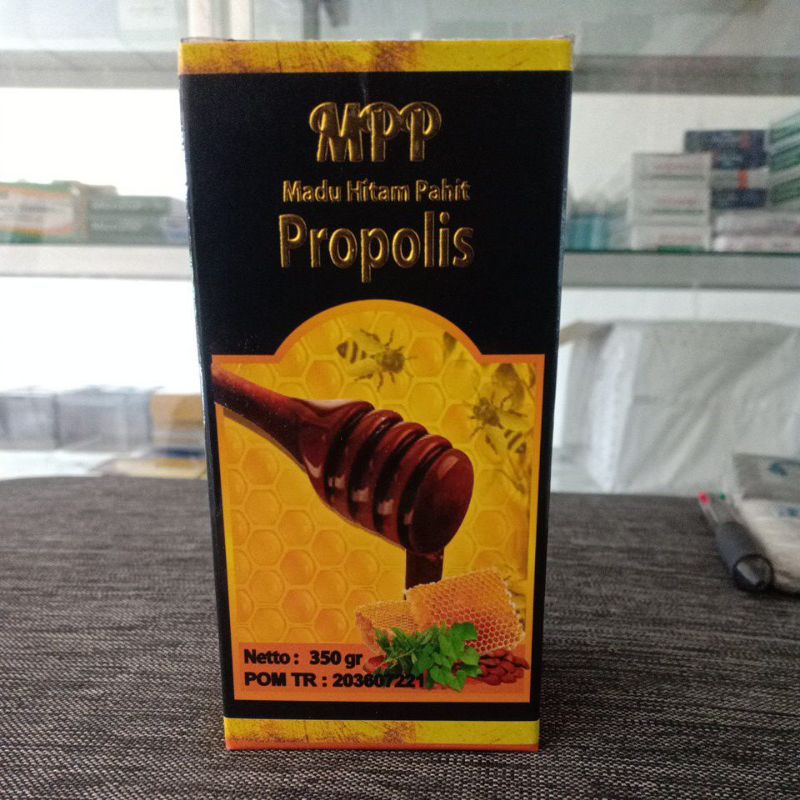 MPP
Madu Hitam Pahit
Propolis
Netto : 350 gr
POM TR : 203607221